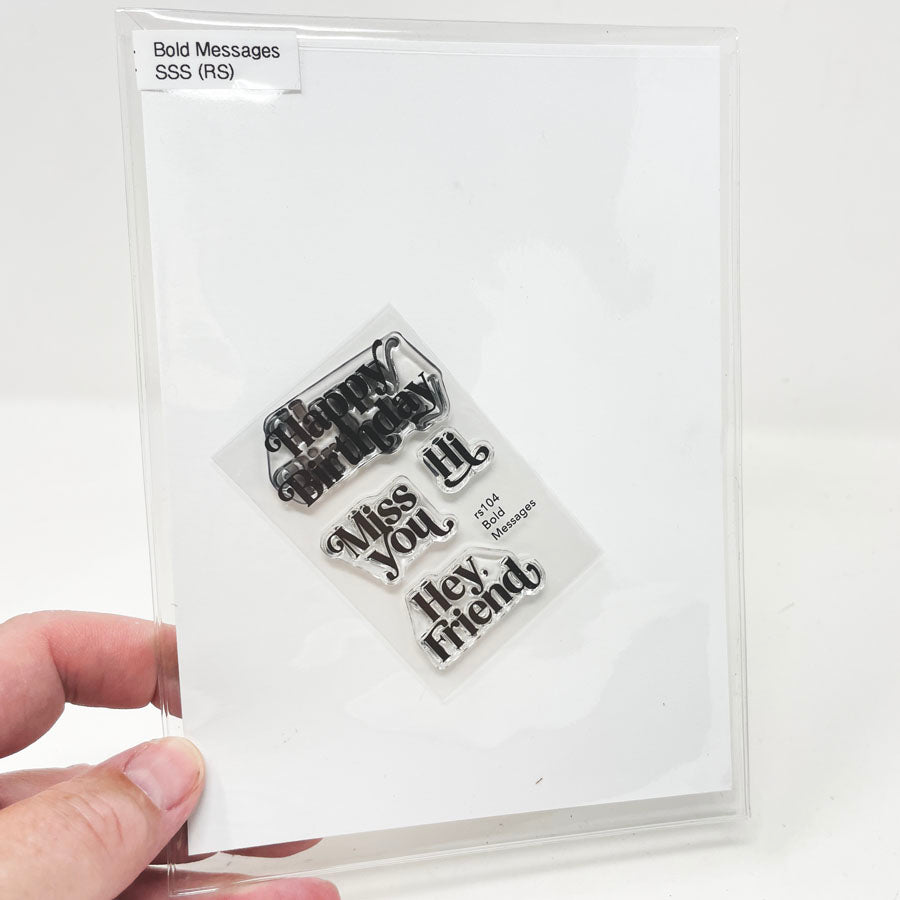 Bold Messages
SSS (RS)
Happy
Birthday
Hi
Miss
you
rs104
Bold
Messages
Hey,
Friend